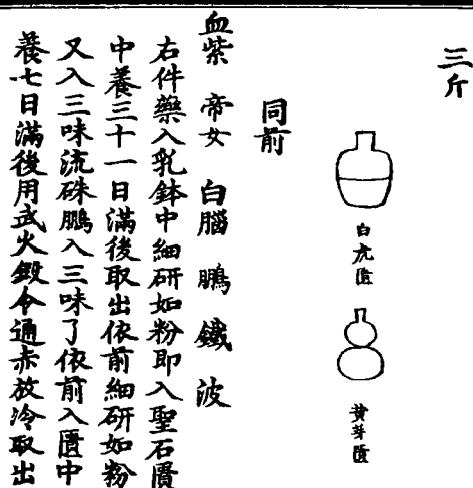 三斤
白虎匱
黄芽匱
同前
血紫　帝女　白腦　鵬　鐵　波
右件藥入乳鉢中細研如粉即入聖石匱
中養三十一日滿後取出依前細研如粉
又入三味流硃鵬入三味了依前入匱中
養七日滿後用武火煅令通赤放冷取出